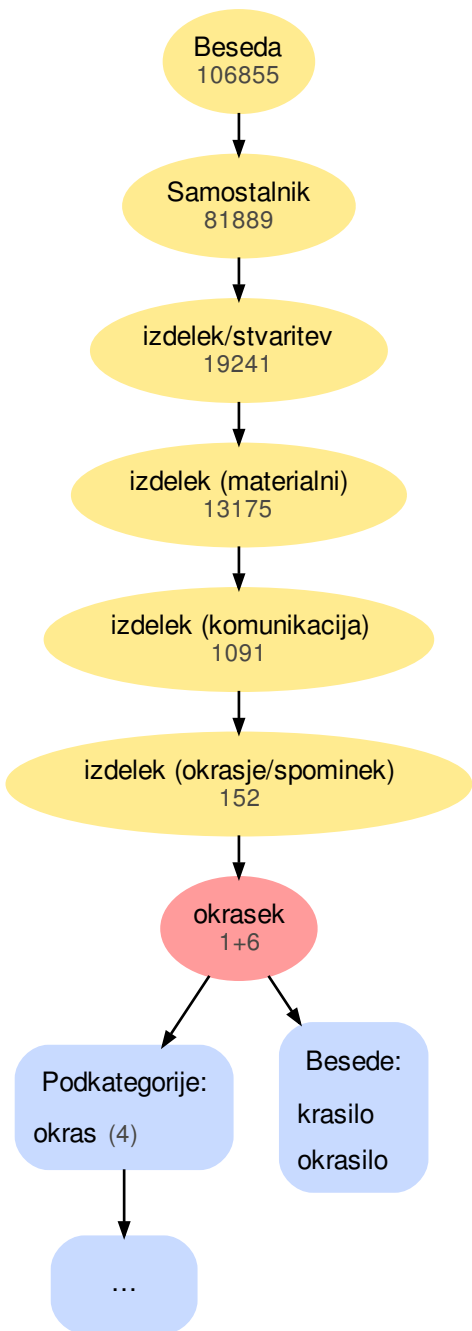 Beseda
106855
Samostalnik
81889
izdelek/stvaritev
19241
izdelek (materialni)
13175
izdelek (komunikacija)
1091
izdelek (okrasje/spominek)
152
okrasek
1+6
Podkategorije:
okras (4)
Besede:
krasilo
okrasilo
…